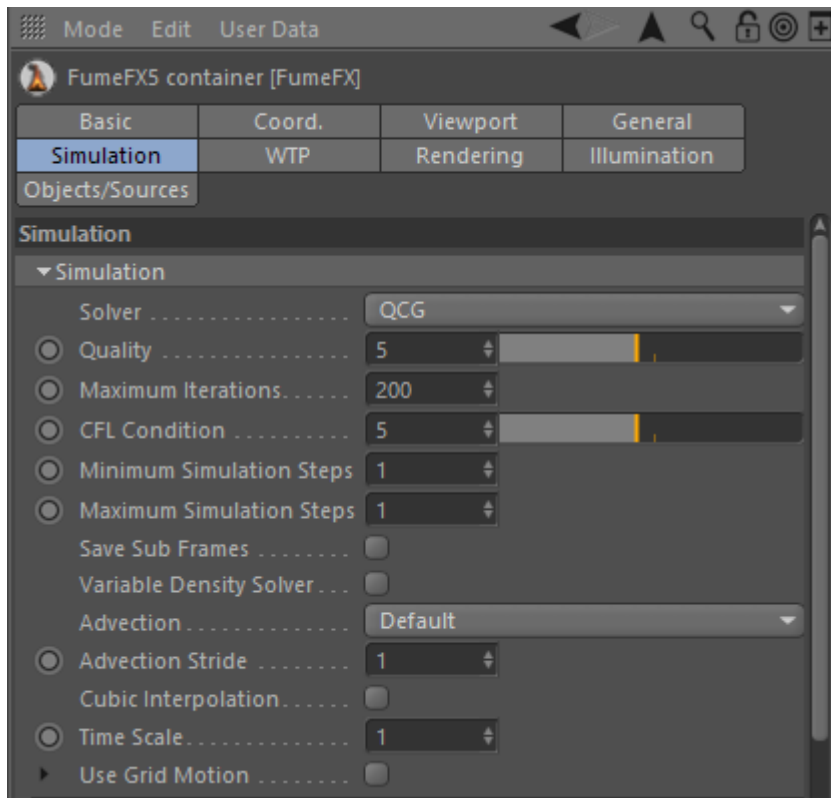 Mode Edit User Data
FumeFX5 container [FumeFX]
Basic Coord. Viewport General
Simulation WTP Rendering Illumination
Objects/Sources
Simulation
Simulation
Solver . . . . . . . . . . . . . . . . . QCG
Quality . . . . . . . . . . . . . . . . 5
Maximum Iterations. . . . . . 200
CFL Condition . . . . . . . . . . 5
Minimum Simulation Steps 1
Maximum Simulation Steps 1
Save Sub Frames . . . . . . . .
Variable Density Solver . . .
Advection . . . . . . . . . . . . . . Default
Advection Stride . . . . . . . . 1
Cubic Interpolation. . . . . .
Time Scale. . . . . . . . . . . . . . 1
Use Grid Motion . . . . . . . .